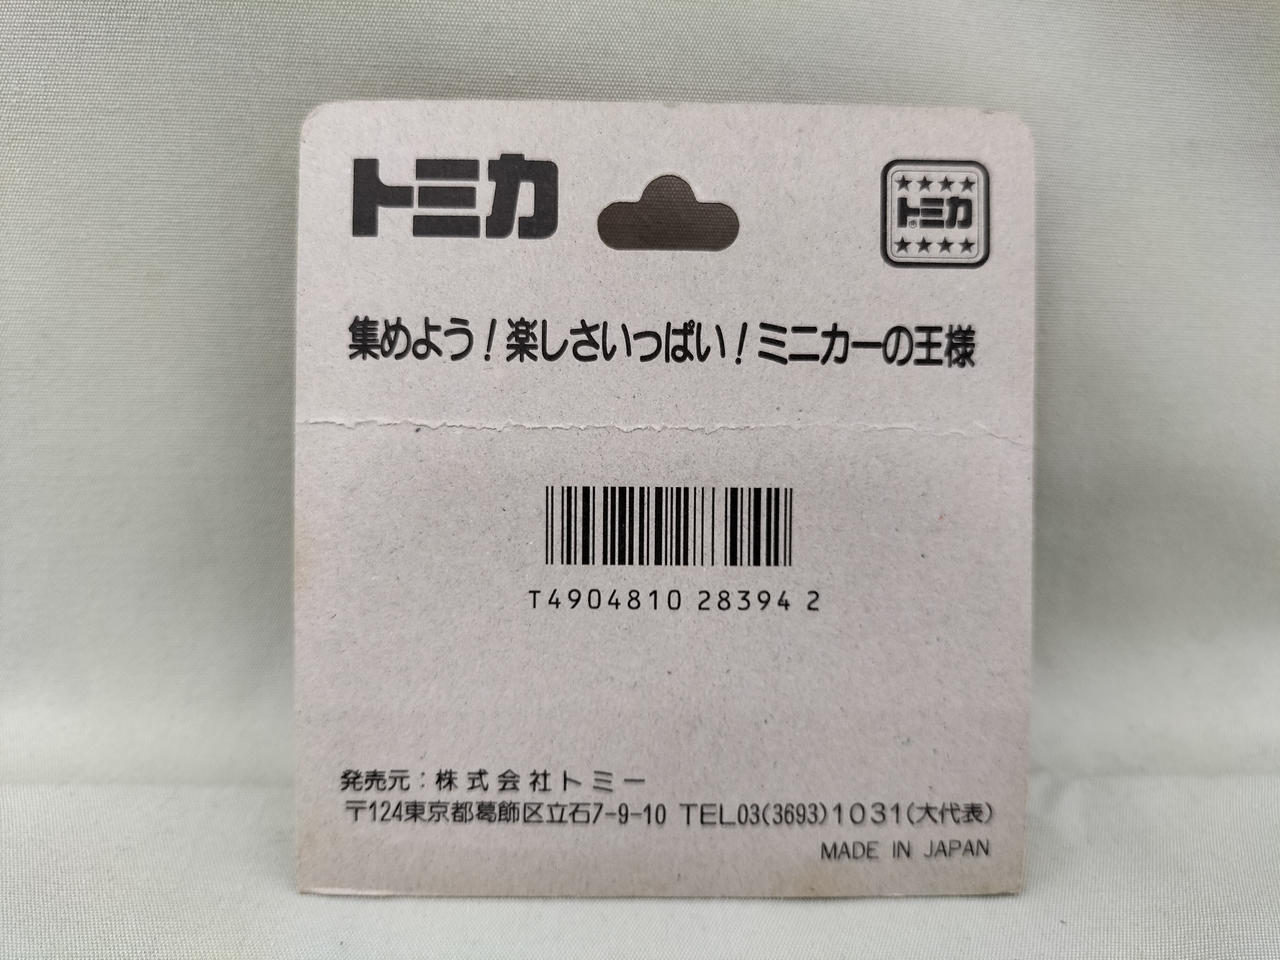 トミカ
★★★★
トミカ®
★★★★
集めよう!楽しさいっぱい!ミニカーの王様
T4904810 28394 2
発売元:株式会社トミー
〒124東京都葛飾区立石7-9-10 TEL03(3693)1031(大代表)
MADE IN JAPAN